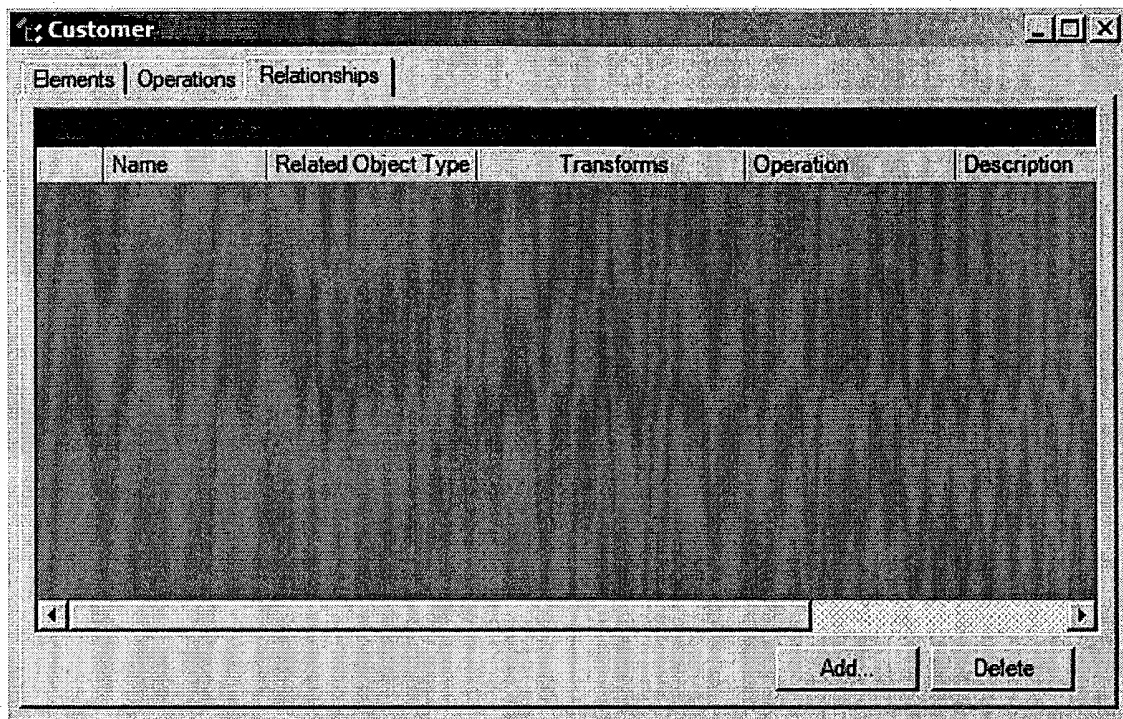 Customer
Elements Operations Relationships
Name Related Object Type Transforms Operation Description
Add... Delete